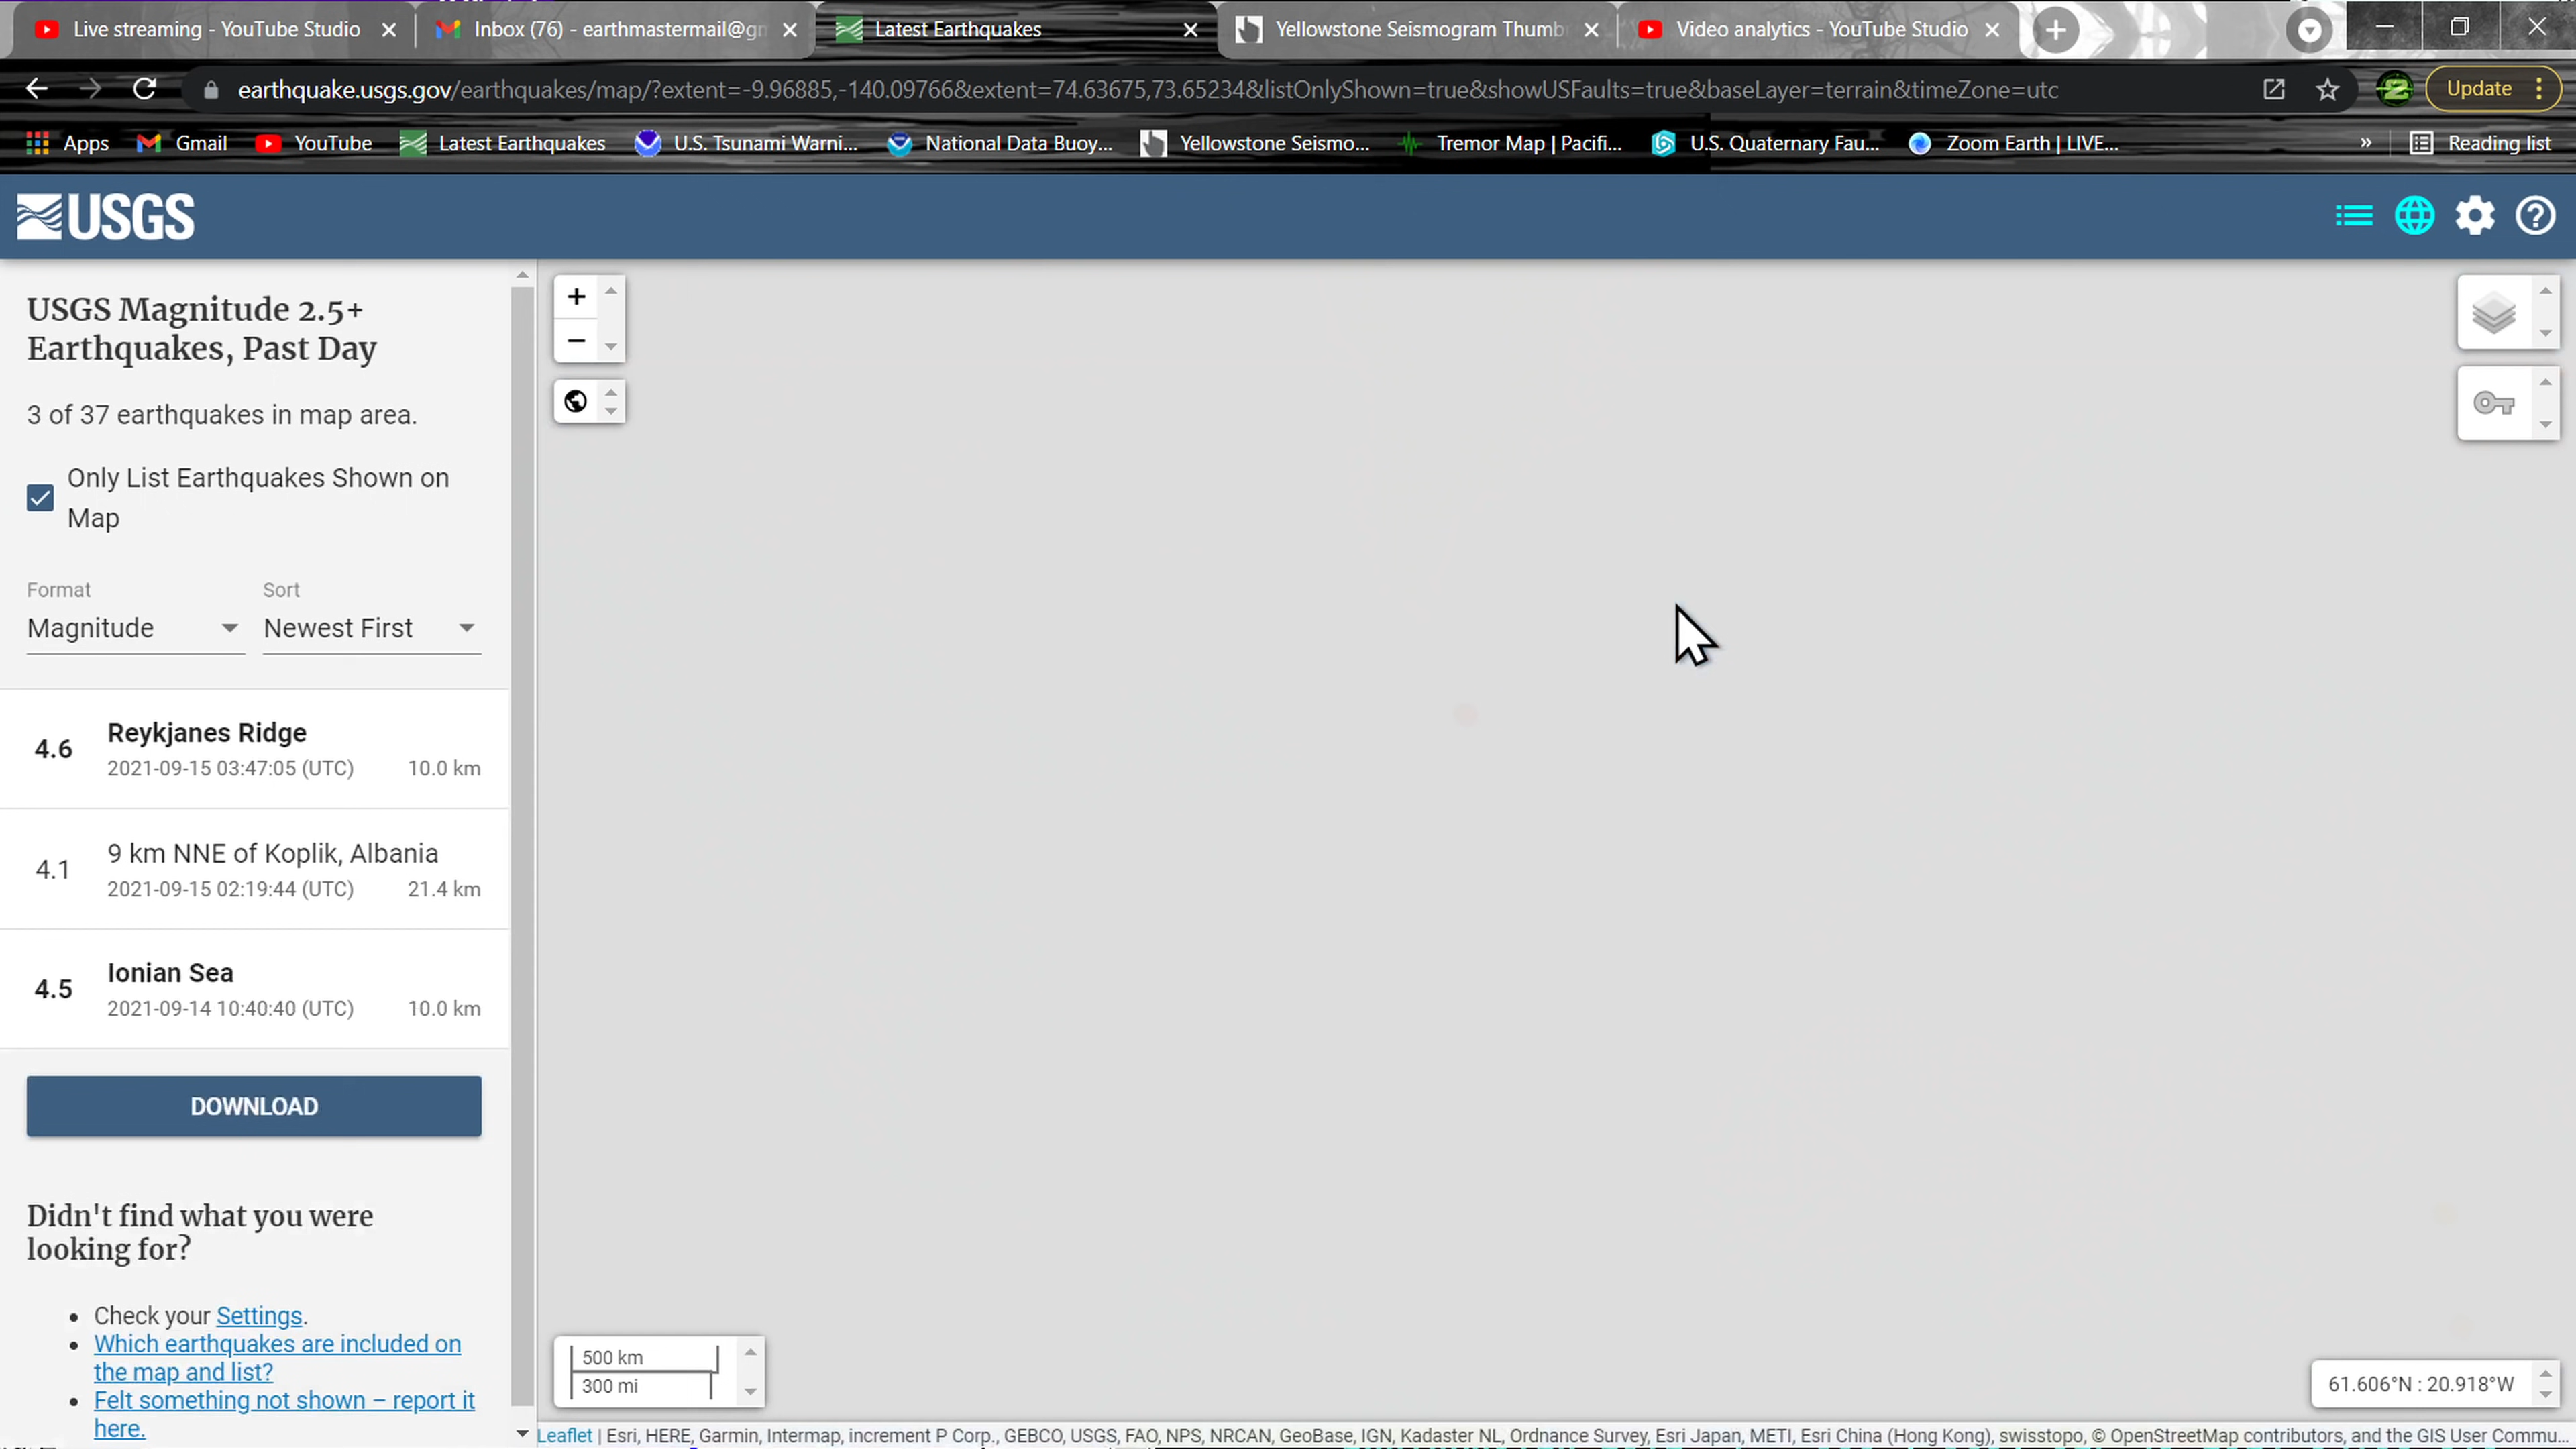 Live streaming - YouTube Studio
Inbox (76) - earthmastermail@gm
Latest Earthquakes
Yellowstone Seismogram Thumb
Video analytics - YouTube Studio
earthquake.usgs.gov/earthquakes/map/?extent=-9.96885,-140.09766&extent=74.63675,73.65234&listOnlyShown=true&showUSFaults=true&baseLayer=terrain&timeZone=utc
Update
Apps
Gmail
YouTube
Latest Earthquakes
U.S. Tsunami Warni...
National Data Buoy...
Yellowstone Seismo...
Tremor Map | Pacifi...
U.S. Quaternary Fau...
Zoom Earth | LIVE...
»
Reading list
USGS
USGS Magnitude 2.5+
Earthquakes, Past Day
3 of 37 earthquakes in map area.
Only List Earthquakes Shown on
Map
Format
Sort
Magnitude
Newest First
4.6
Reykjanes Ridge
2021-09-15 03:47:05 (UTC) 10.0 km
4.1
9 km NNE of Koplik, Albania
2021-09-15 02:19:44 (UTC) 21.4 km
4.5
Ionian Sea
2021-09-14 10:40:40 (UTC) 10.0 km
DOWNLOAD
Didn't find what you were
looking for?
Check your Settings.
Which earthquakes are included on
the map and list?
Felt something not shown – report it
here.
+
−
500 km
300 mi
61.606°N : 20.918°W
Leaflet | Esri, HERE, Garmin, Intermap, increment P Corp., GEBCO, USGS, FAO, NPS, NRCAN, GeoBase, IGN, Kadaster NL, Ordnance Survey, Esri Japan, METI, Esri China (Hong Kong), swisstopo, © OpenStreetMap contributors, and the GIS User Commu...